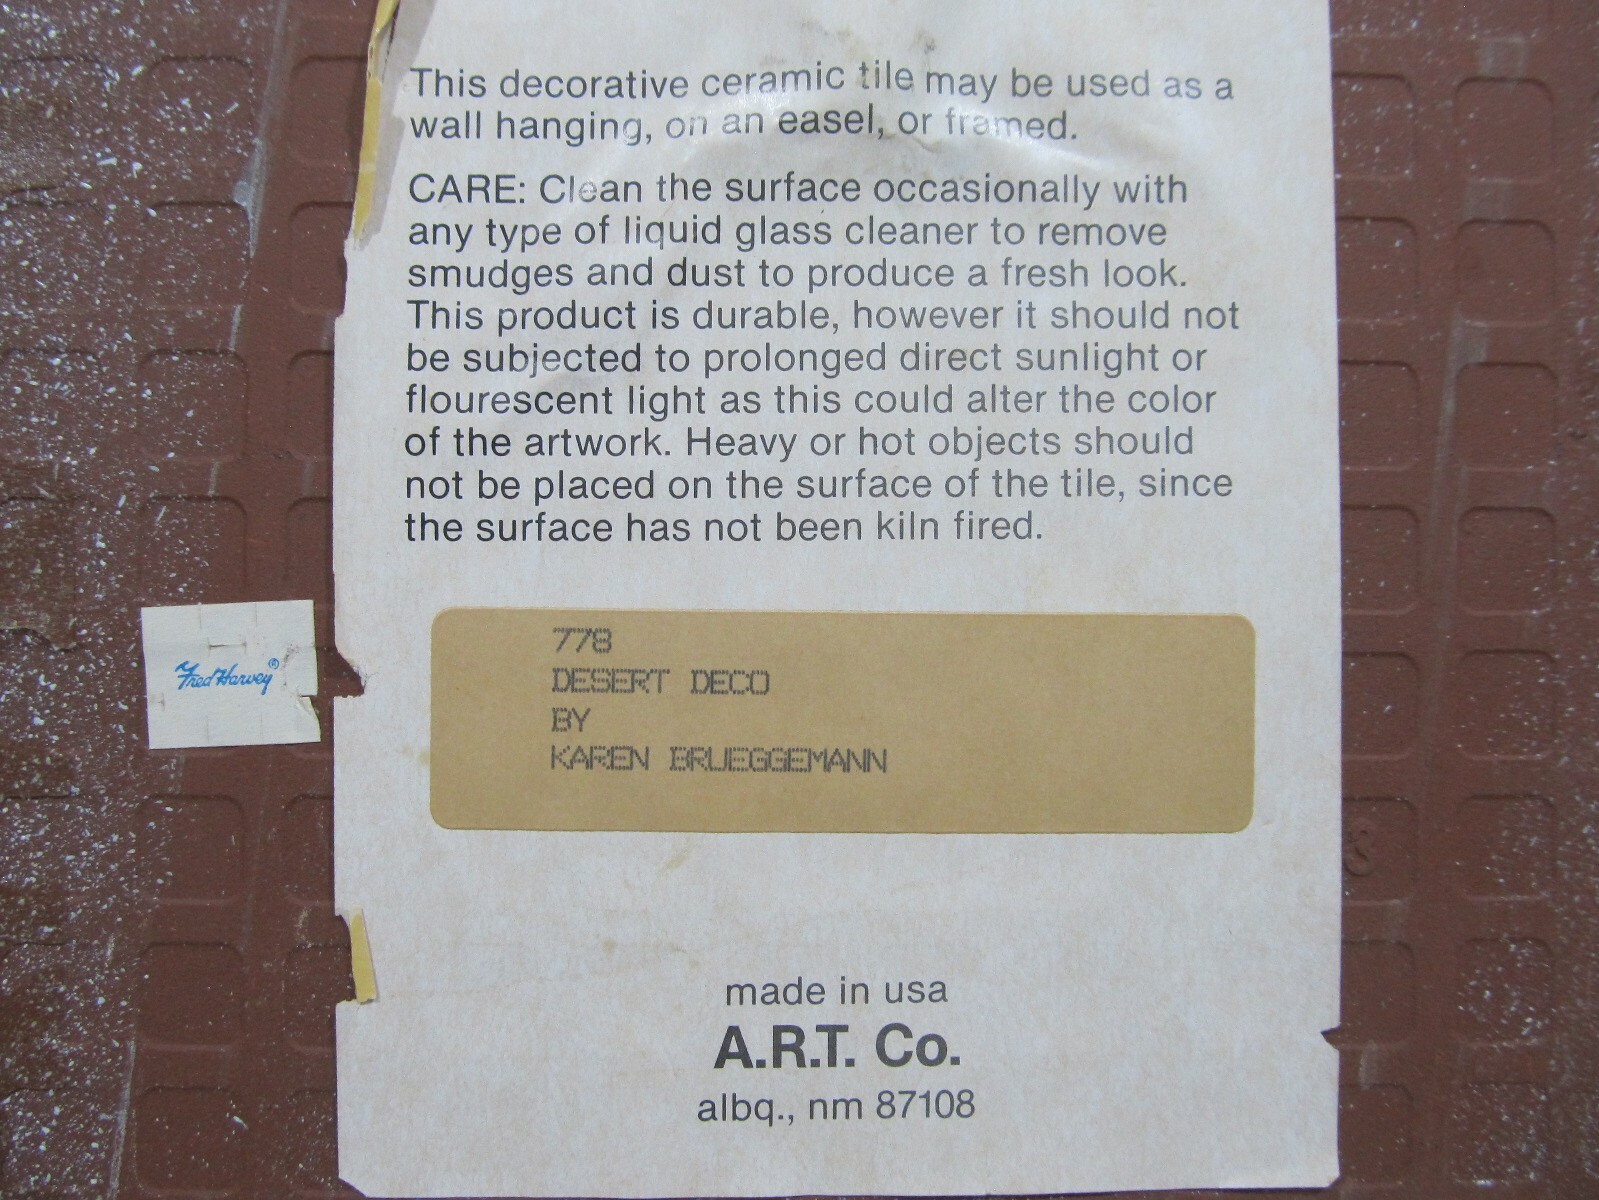 This decorative ceramic tile may be used as a
wall hanging, on an easel, or framed.
CARE: Clean the surface occasionally with
any type of liquid glass cleaner to remove
smudges and dust to produce a fresh look.
This product is durable, however it should not
be subjected to prolonged direct sunlight or
flourescent light as this could alter the color
of the artwork. Heavy or hot objects should
not be placed on the surface of the tile, since
the surface has not been kiln fired.
Fred Harvey®
778
DESERT DECO
BY
KAREN BRUEGGEMANN
made in usa
A.R.T. Co.
albq., nm 87108